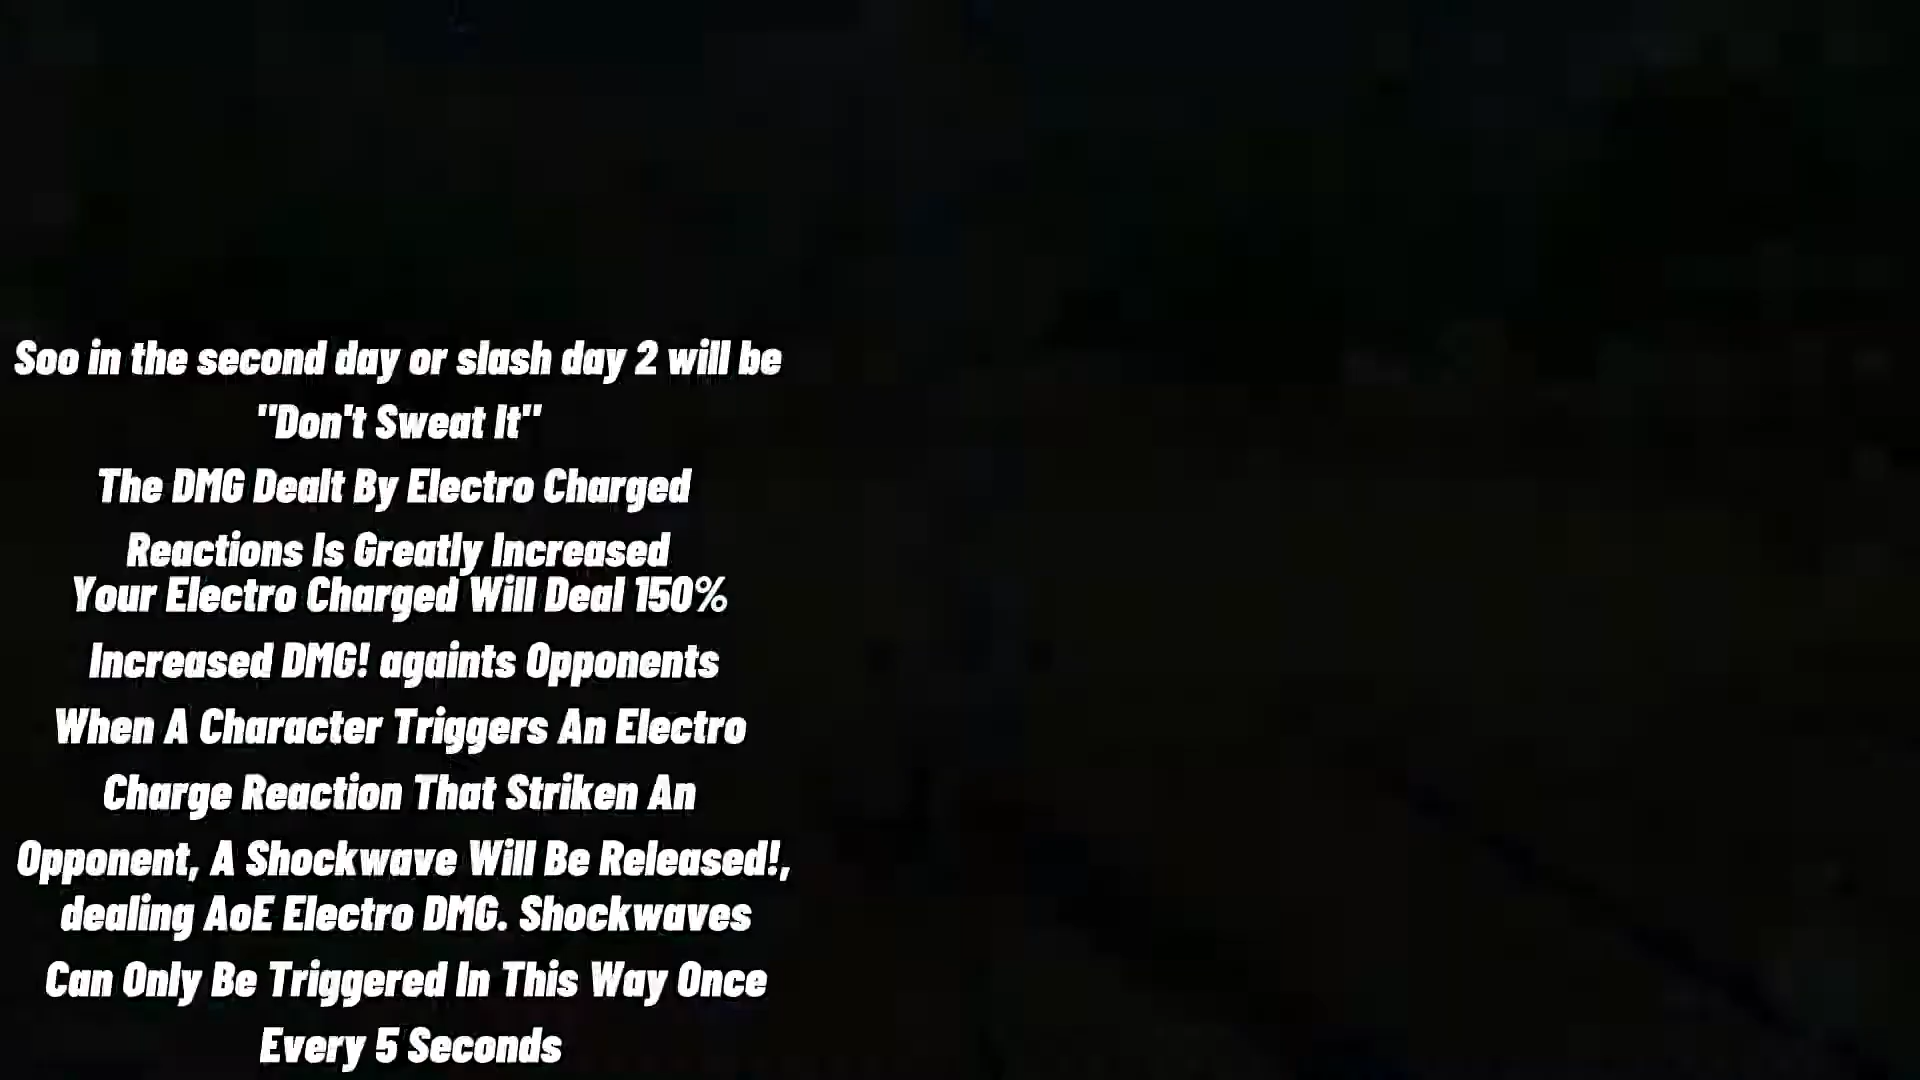 Soo in the second day or slash day 2 will be
"Don't Sweat It"
The DMG Dealt By Electro Charged
Reactions Is Greatly Increased
Your Electro Charged Will Deal 150%
Increased DMG! againts Opponents
When A Character Triggers An Electro
Charge Reaction That Striken An
Opponent, A Shockwave Will Be Released!,
dealing AoE Electro DMG. Shockwaves
Can Only Be Triggered In This Way Once
Every 5 Seconds